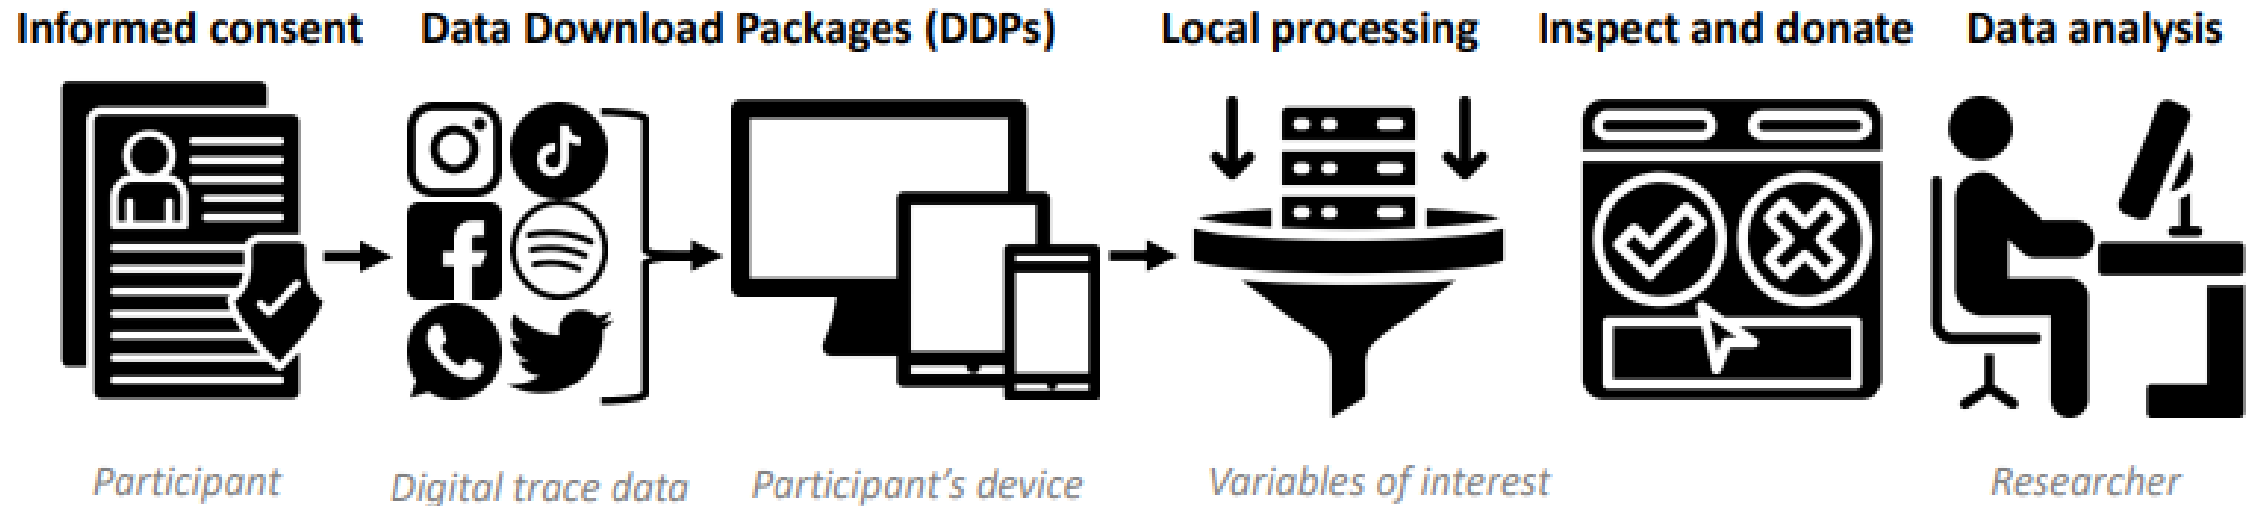 Informed consent
Data Download Packages (DDPs)
Local processing
Inspect and donate
Data analysis
Participant
Digital trace data
Participant's device
Variables of interest
Researcher